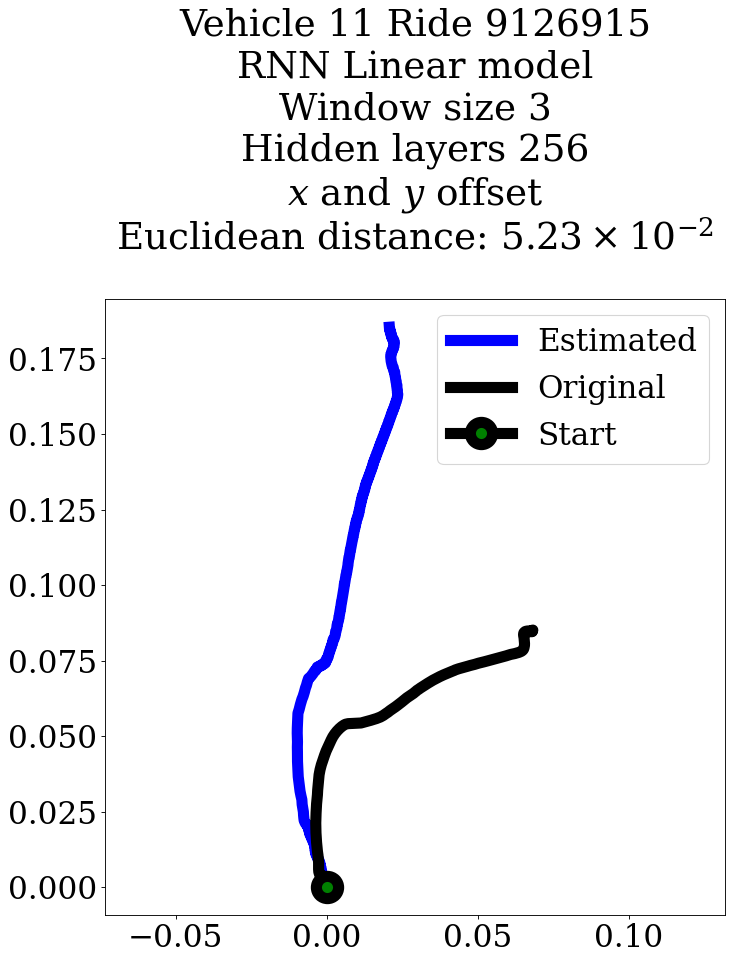 Vehicle 11 Ride 9126915
RNN Linear model
Window size 3
Hidden layers 256
x and y offset
Euclidean distance: 5.23 × 10⁻²
Estimated
Original
Start
0.175
0.150
0.125
0.100
0.075
0.050
0.025
0.000
−0.05 0.00 0.05 0.10